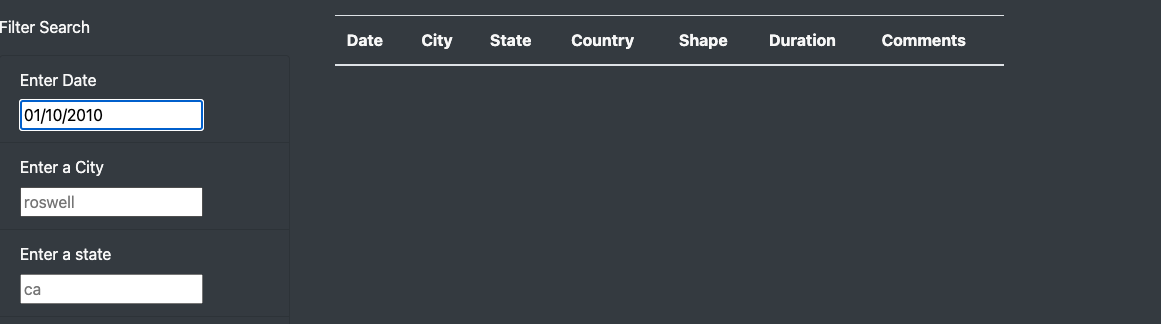 Filter Search
Date City State Country Shape Duration Comments
Enter Date
01/10/2010
Enter a City
roswell
Enter a state
ca